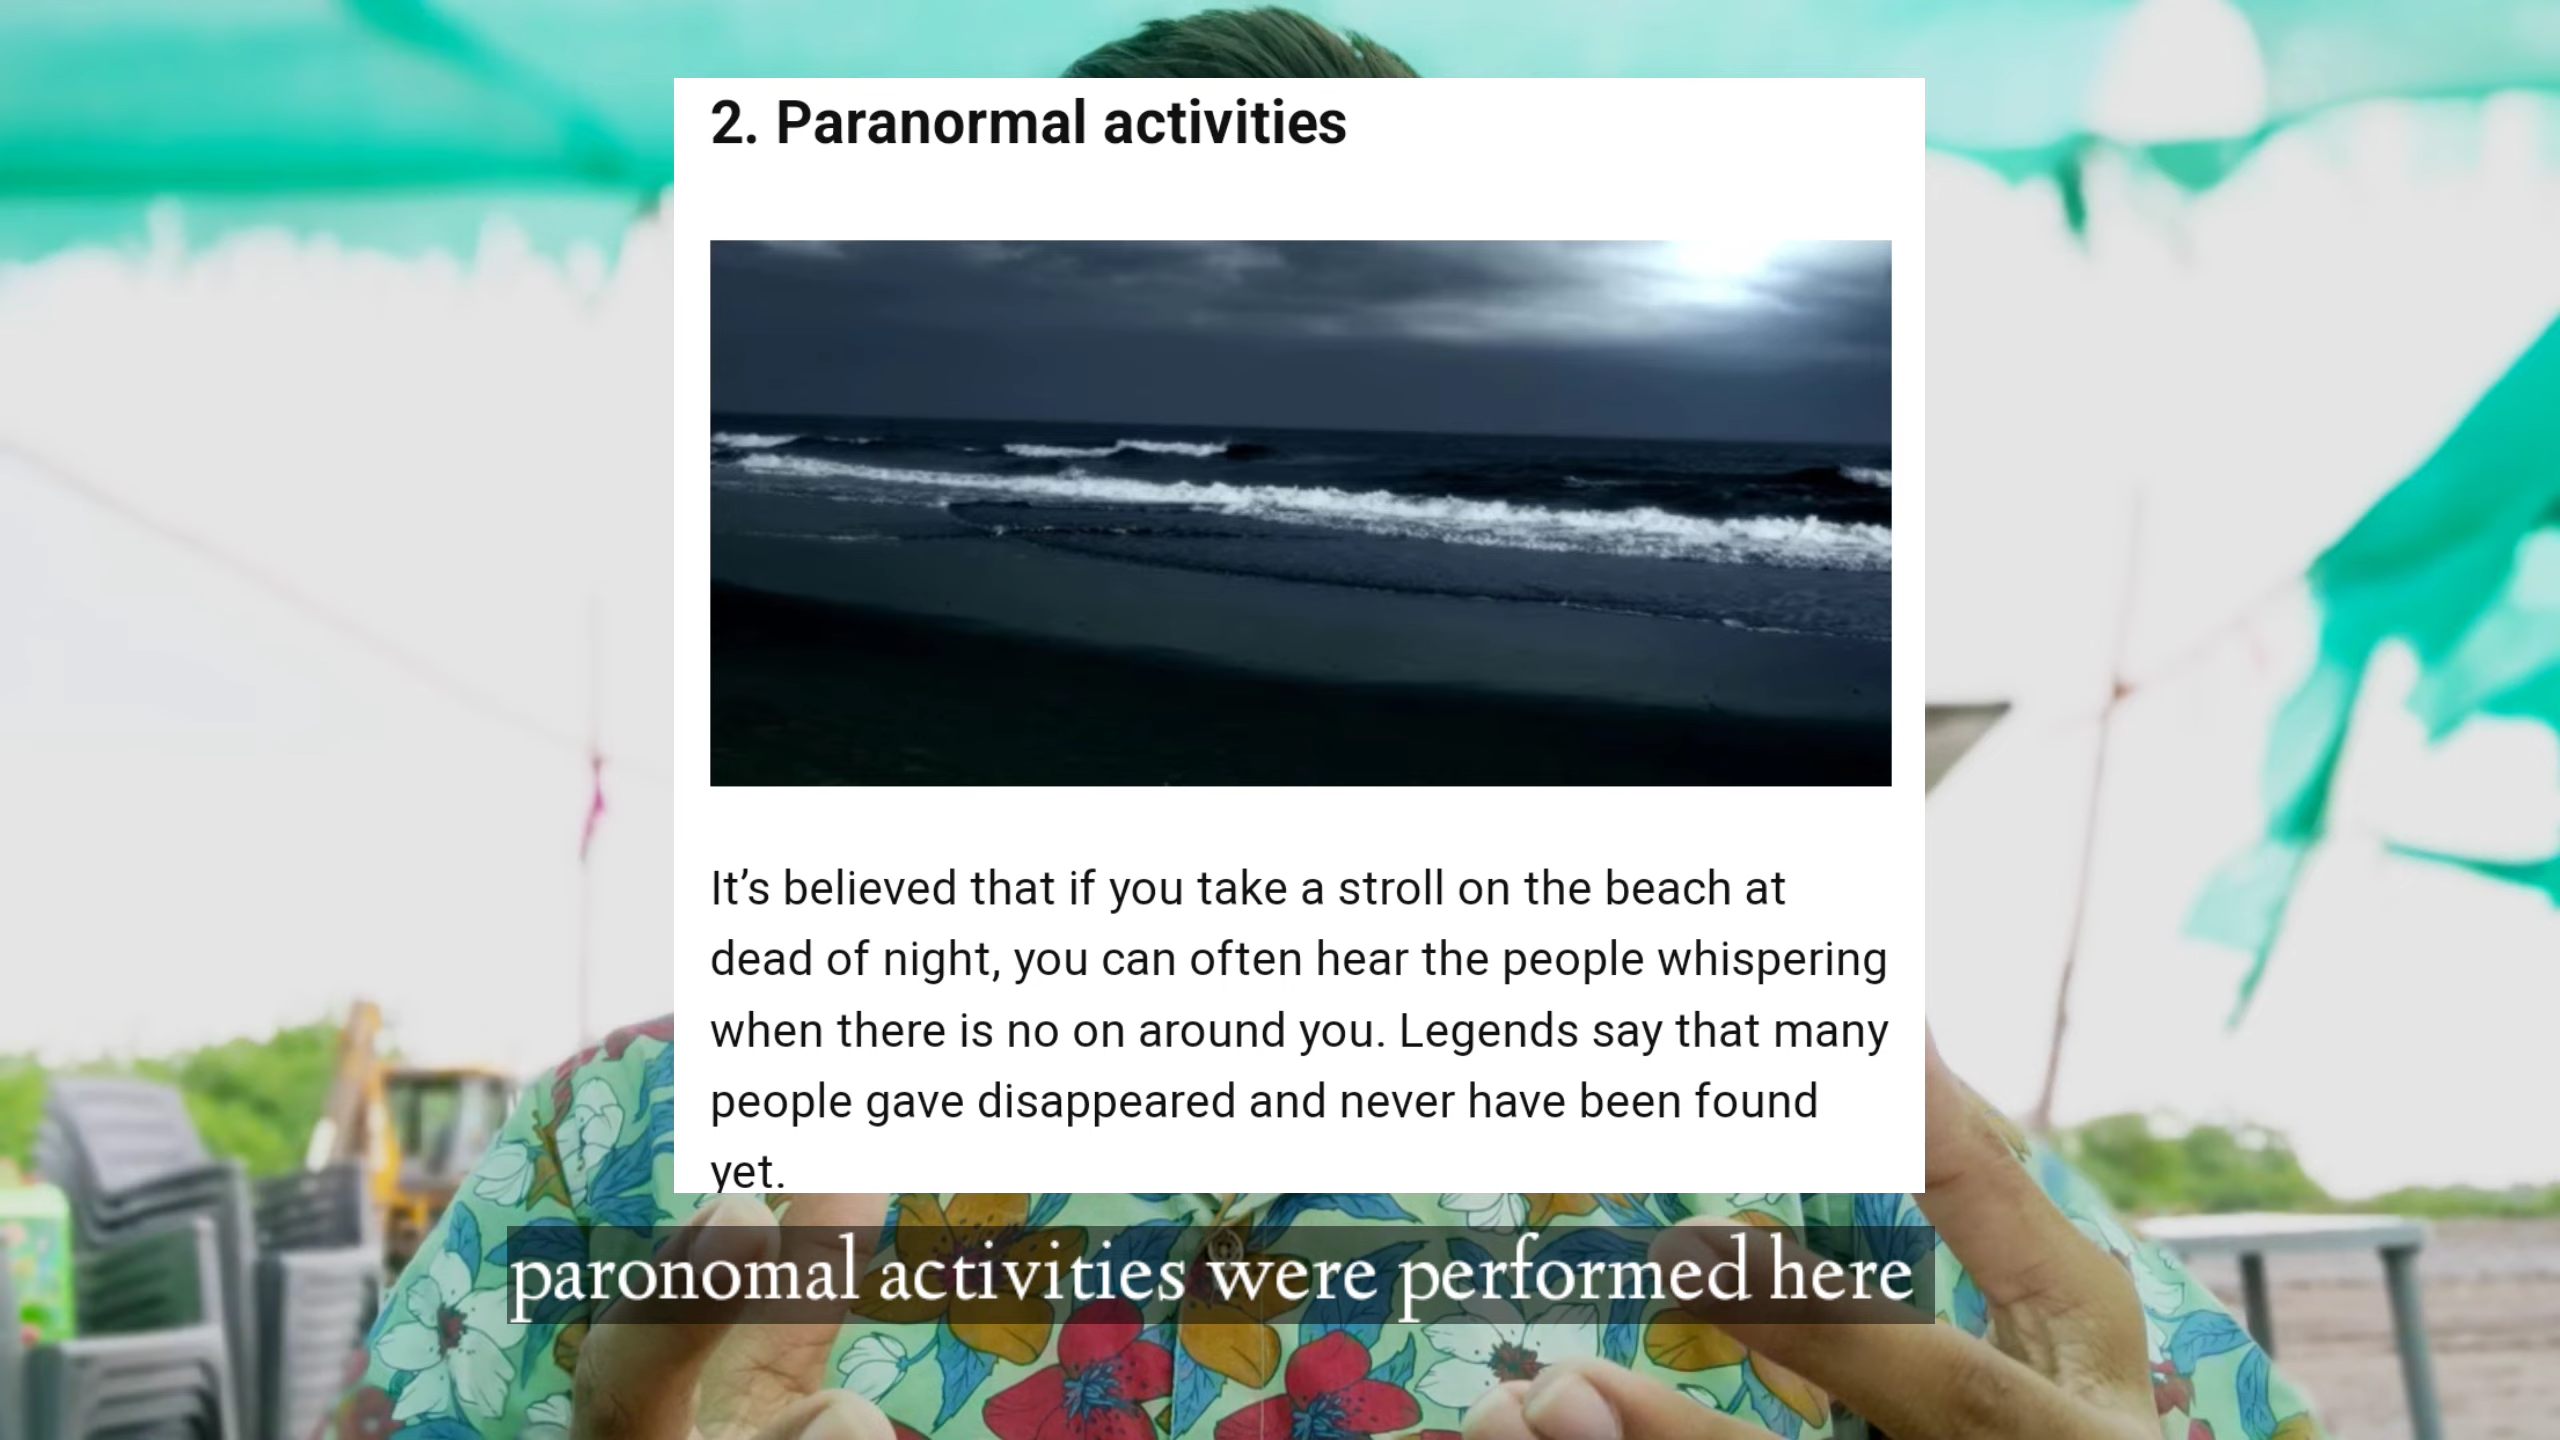 2. Paranormal activities
It’s believed that if you take a stroll on the beach at
dead of night, you can often hear the people whispering
when there is no on around you. Legends say that many
people gave disappeared and never have been found
yet.
paronomal activities were performed here